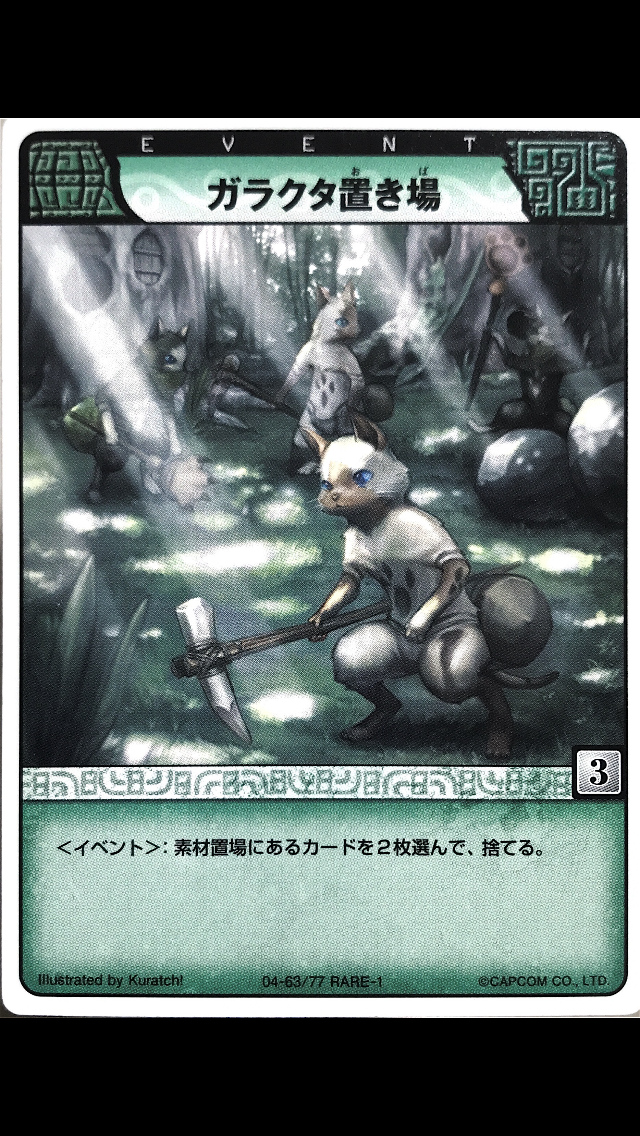 EVENT
ガラクタ置き場
お ば
3
<イベント>：素材置場にあるカードを２枚選んで、捨てる。
Illustrated by Kuratch!
04-63/77 RARE-1
©CAPCOM CO., LTD.